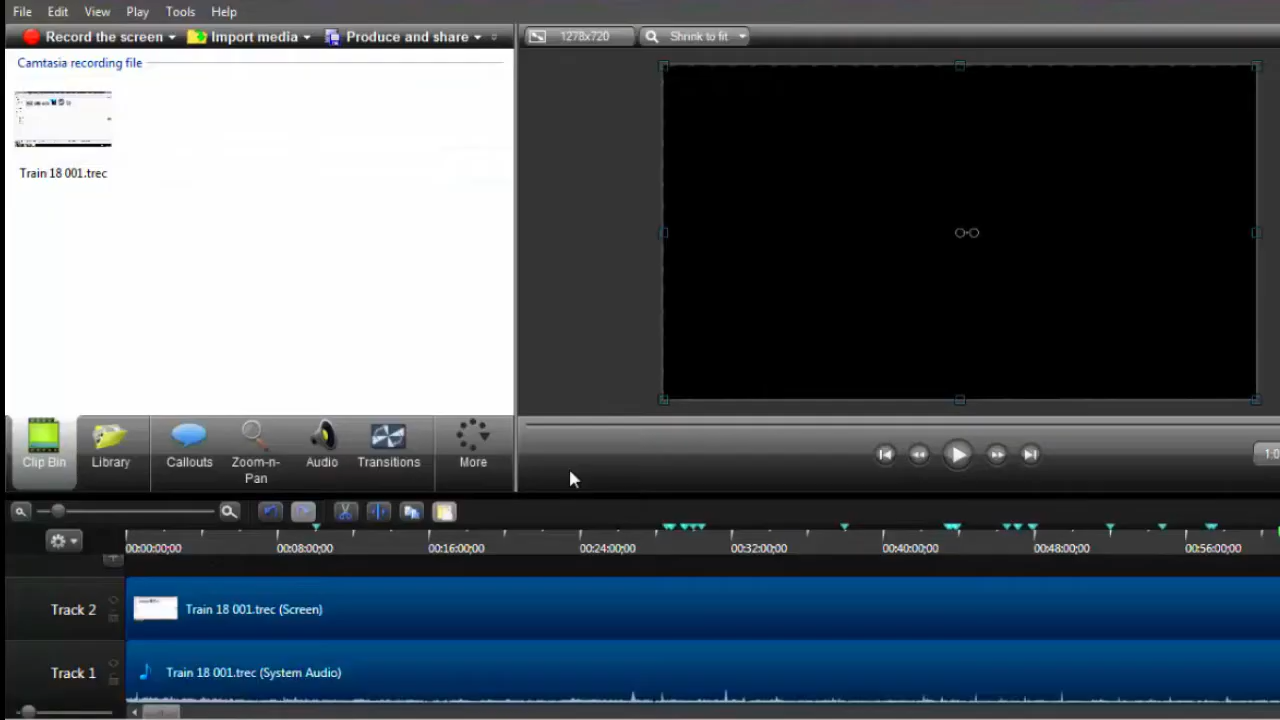 File Edit View Play Tools Help
Record the screen Import media Produce and share 1278x720 Shrink to fit
Camtasia recording file
Train 18 001.trec
Clip Bin Library Callouts Zoom-n-Pan Audio Transitions More
1:0
00:00:00;00 00:08:00;00 00:16:00;00 00:24:00;00 00:32:00;00 00:40:00;00 00:48:00;00 00:56:00;00
Track 2 Train 18 001.trec (Screen)
Track 1 Train 18 001.trec (System Audio)